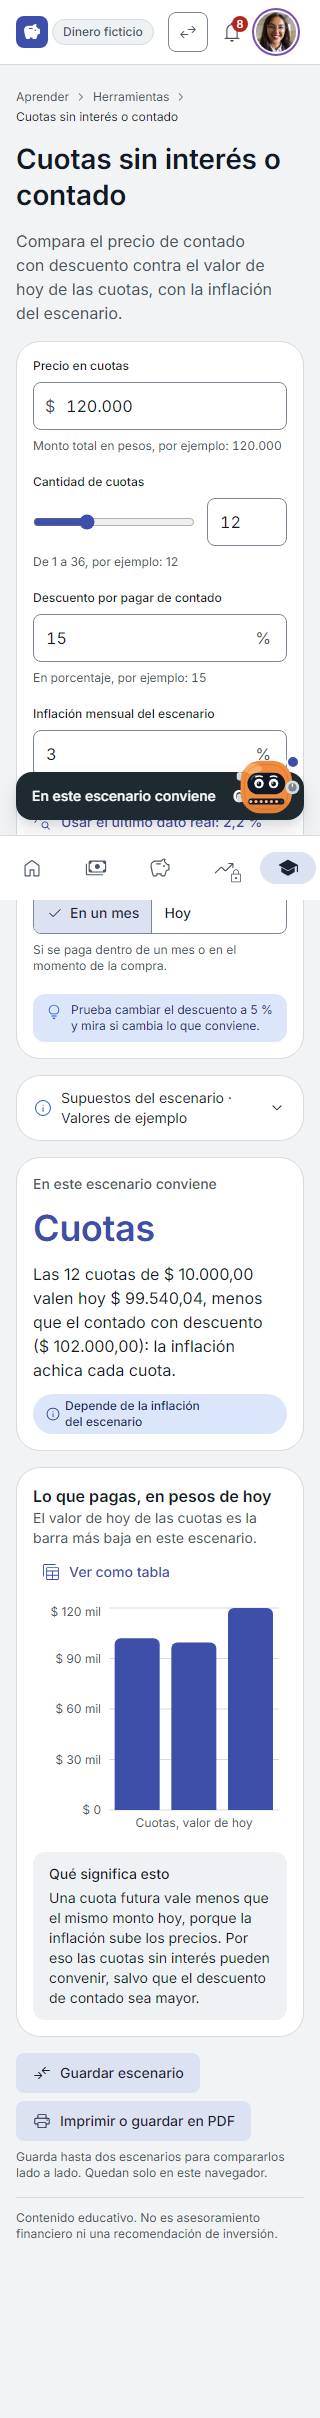 Dinero ficticio
8
Aprender > Herramientas >
Cuotas sin interés o contado
Cuotas sin interés o
contado
Compara el precio de contado
con descuento contra el valor de
hoy de las cuotas, con la inflación
del escenario.
Precio en cuotas
$ 120.000
Monto total en pesos, por ejemplo: 120.000
Cantidad de cuotas
12
De 1 a 36, por ejemplo: 12
Descuento por pagar de contado
15 %
En porcentaje, por ejemplo: 15
Inflación mensual del escenario
3 %
En este escenario conviene
Usar el último dato real: 2,2 %
En un mes
Hoy
Si se paga dentro de un mes o en el
momento de la compra.
Prueba cambiar el descuento a 5 %
y mira si cambia lo que conviene.
Supuestos del escenario ·
Valores de ejemplo
En este escenario conviene
Cuotas
Las 12 cuotas de $ 10.000,00
valen hoy $ 99.540,04, menos
que el contado con descuento
($ 102.000,00): la inflación
achica cada cuota.
Depende de la inflación
del escenario
Lo que pagas, en pesos de hoy
El valor de hoy de las cuotas es la
barra más baja en este escenario.
Ver como tabla
$ 120 mil
$ 90 mil
$ 60 mil
$ 30 mil
$ 0
Cuotas, valor de hoy
Qué significa esto
Una cuota futura vale menos que
el mismo monto hoy, porque la
inflación sube los precios. Por
eso las cuotas sin interés pueden
convenir, salvo que el descuento
de contado sea mayor.
Guardar escenario
Imprimir o guardar en PDF
Guarda hasta dos escenarios para compararlos
lado a lado. Quedan solo en este navegador.
Contenido educativo. No es asesoramiento
financiero ni una recomendación de inversión.